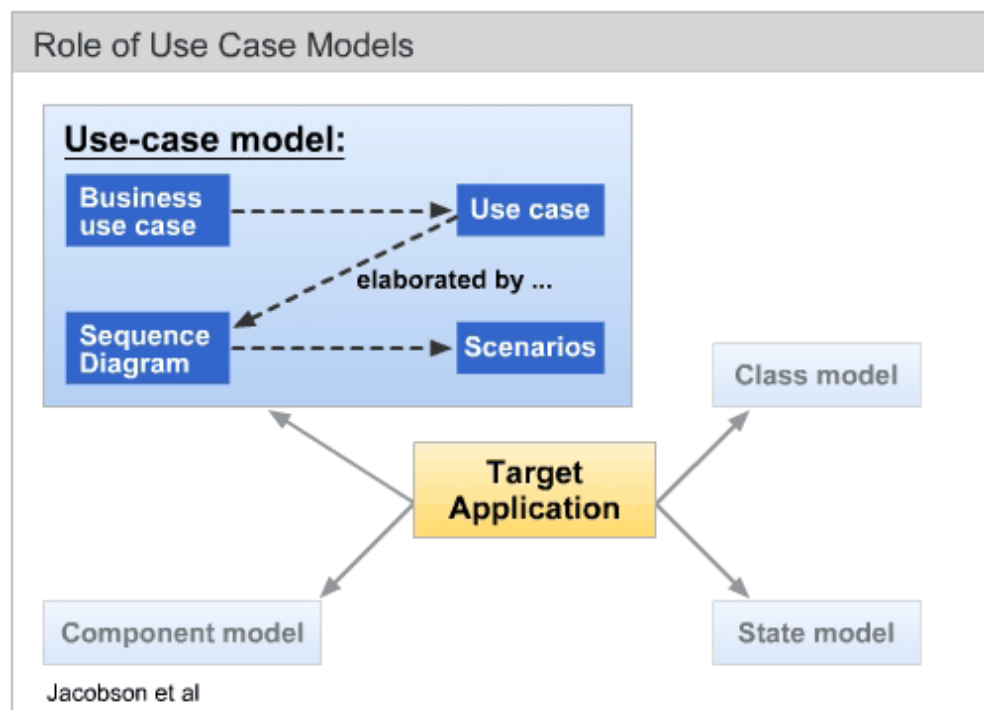 Role of Use Case Models
Use-case model:
Business
use case
Use case
elaborated by ...
Sequence
Diagram
Scenarios
Class model
Target
Application
Component model
State model
Jacobson et al